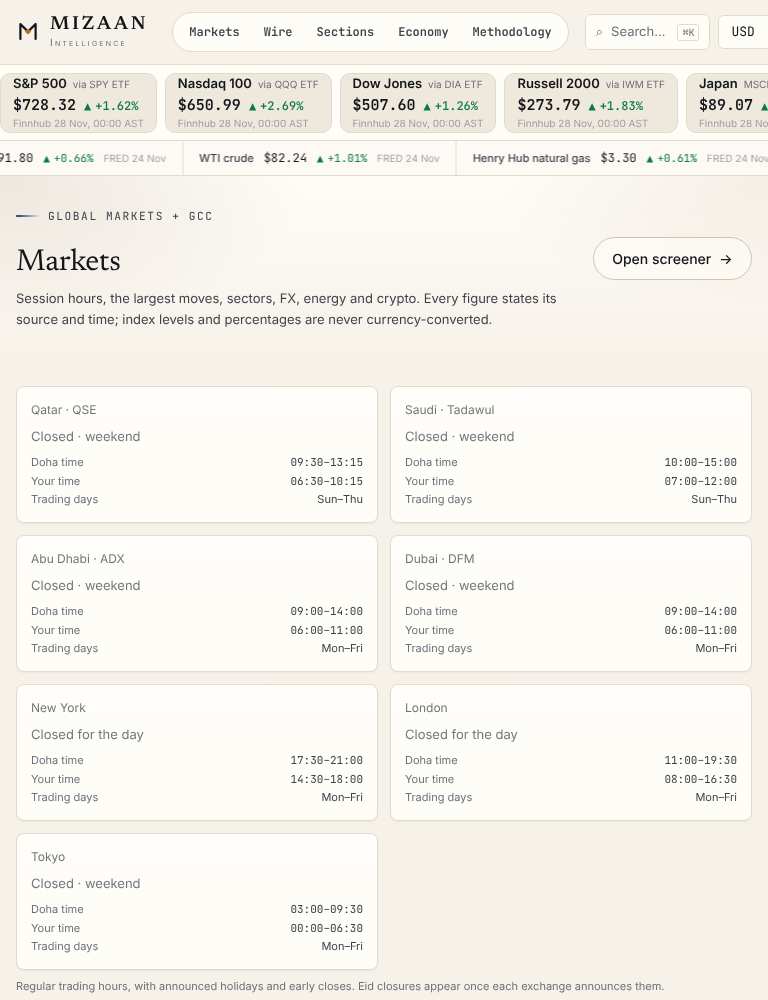 MIZAAN
INTELLIGENCE
Markets Wire Sections Economy Methodology
Search... ⌘K
USD
S&P 500 via SPY ETF
$728.32 ▲ +1.62%
Finnhub 28 Nov, 00:00 AST
Nasdaq 100 via QQQ ETF
$650.99 ▲ +2.69%
Finnhub 28 Nov, 00:00 AST
Dow Jones via DIA ETF
$507.60 ▲ +1.26%
Finnhub 28 Nov, 00:00 AST
Russell 2000 via IWM ETF
$273.79 ▲ +1.83%
Finnhub 28 Nov, 00:00 AST
Japan MSCI
$89.07 ▲
Finnhub 28 Nov
91.80 ▲ +0.66% FRED 24 Nov
WTI crude $82.24 ▲ +1.01% FRED 24 Nov
Henry Hub natural gas $3.30 ▲ +0.61% FRED 24 Nov
GLOBAL MARKETS + GCC
Markets
Open screener →
Session hours, the largest moves, sectors, FX, energy and crypto. Every figure states its
source and time; index levels and percentages are never currency-converted.
Qatar · QSE
Closed · weekend
Doha time 09:30–13:15
Your time 06:30–10:15
Trading days Sun–Thu
Saudi · Tadawul
Closed · weekend
Doha time 10:00–15:00
Your time 07:00–12:00
Trading days Sun–Thu
Abu Dhabi · ADX
Closed · weekend
Doha time 09:00–14:00
Your time 06:00–11:00
Trading days Mon–Fri
Dubai · DFM
Closed · weekend
Doha time 09:00–14:00
Your time 06:00–11:00
Trading days Mon–Fri
New York
Closed for the day
Doha time 17:30–21:00
Your time 14:30–18:00
Trading days Mon–Fri
London
Closed for the day
Doha time 11:00–19:30
Your time 08:00–16:30
Trading days Mon–Fri
Tokyo
Closed · weekend
Doha time 03:00–09:30
Your time 00:00–06:30
Trading days Mon–Fri
Regular trading hours, with announced holidays and early closes. Eid closures appear once each exchange announces them.